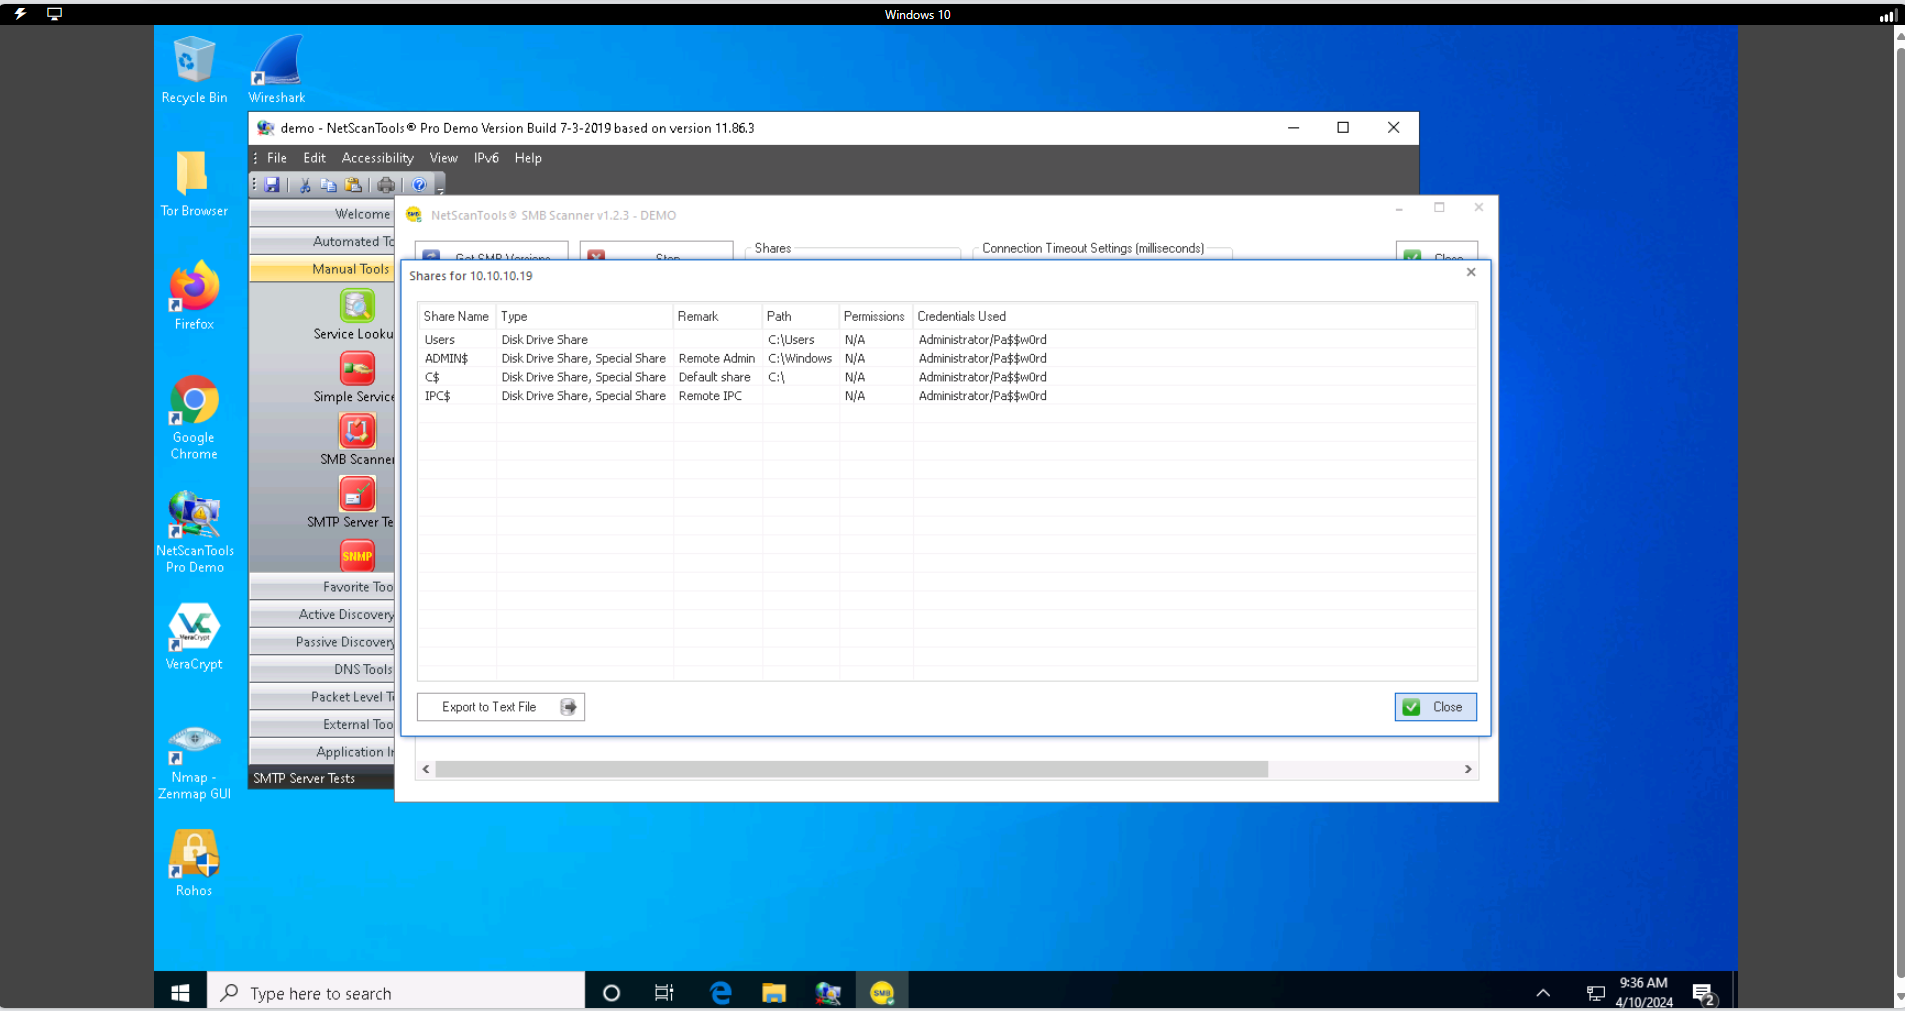 Windows 10
Recycle Bin
Wireshark
Tor Browser
Firefox
Google
Chrome
NetScanTools
Pro Demo
VeraCrypt
Nmap -
Zenmap GUI
Rohos
demo - NetScanTools® Pro Demo Version Build 7-3-2019 based on version 11.86.3
File Edit Accessibility View IPv6 Help
Welcome
Automated To
Manual Tools
Service Looku
Simple Service
SMB Scanner
SMTP Server Te
SNMP
Favorite Too
Active Discovery
Passive Discovery
DNS Tools
Packet Level T
External Too
Application I
SMTP Server Tests
NetScanTools® SMB Scanner v1.2.3 - DEMO
Get SMB Versions Stop Shares Connection Timeout Settings (milliseconds) Close
Shares for 10.10.10.19
Share Name Type Remark Path Permissions Credentials Used
Users Disk Drive Share C:\Users N/A Administrator/Pa$$w0rd
ADMIN$ Disk Drive Share, Special Share Remote Admin C:\Windows N/A Administrator/Pa$$w0rd
C$ Disk Drive Share, Special Share Default share C:\ N/A Administrator/Pa$$w0rd
IPC$ Disk Drive Share, Special Share Remote IPC N/A Administrator/Pa$$w0rd
Export to Text File Close
Type here to search
SMB
9:36 AM
4/10/2024
2